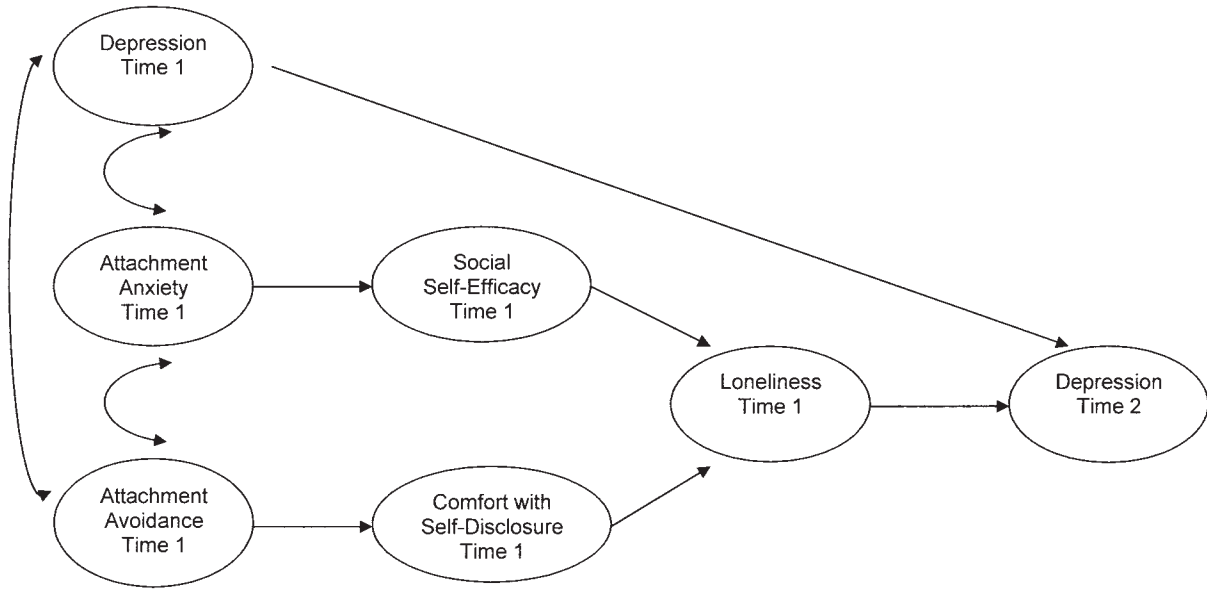 Depression
Time 1
Attachment
Anxiety
Time 1
Social
Self-Efficacy
Time 1
Loneliness
Time 1
Depression
Time 2
Attachment
Avoidance
Time 1
Comfort with
Self-Disclosure
Time 1